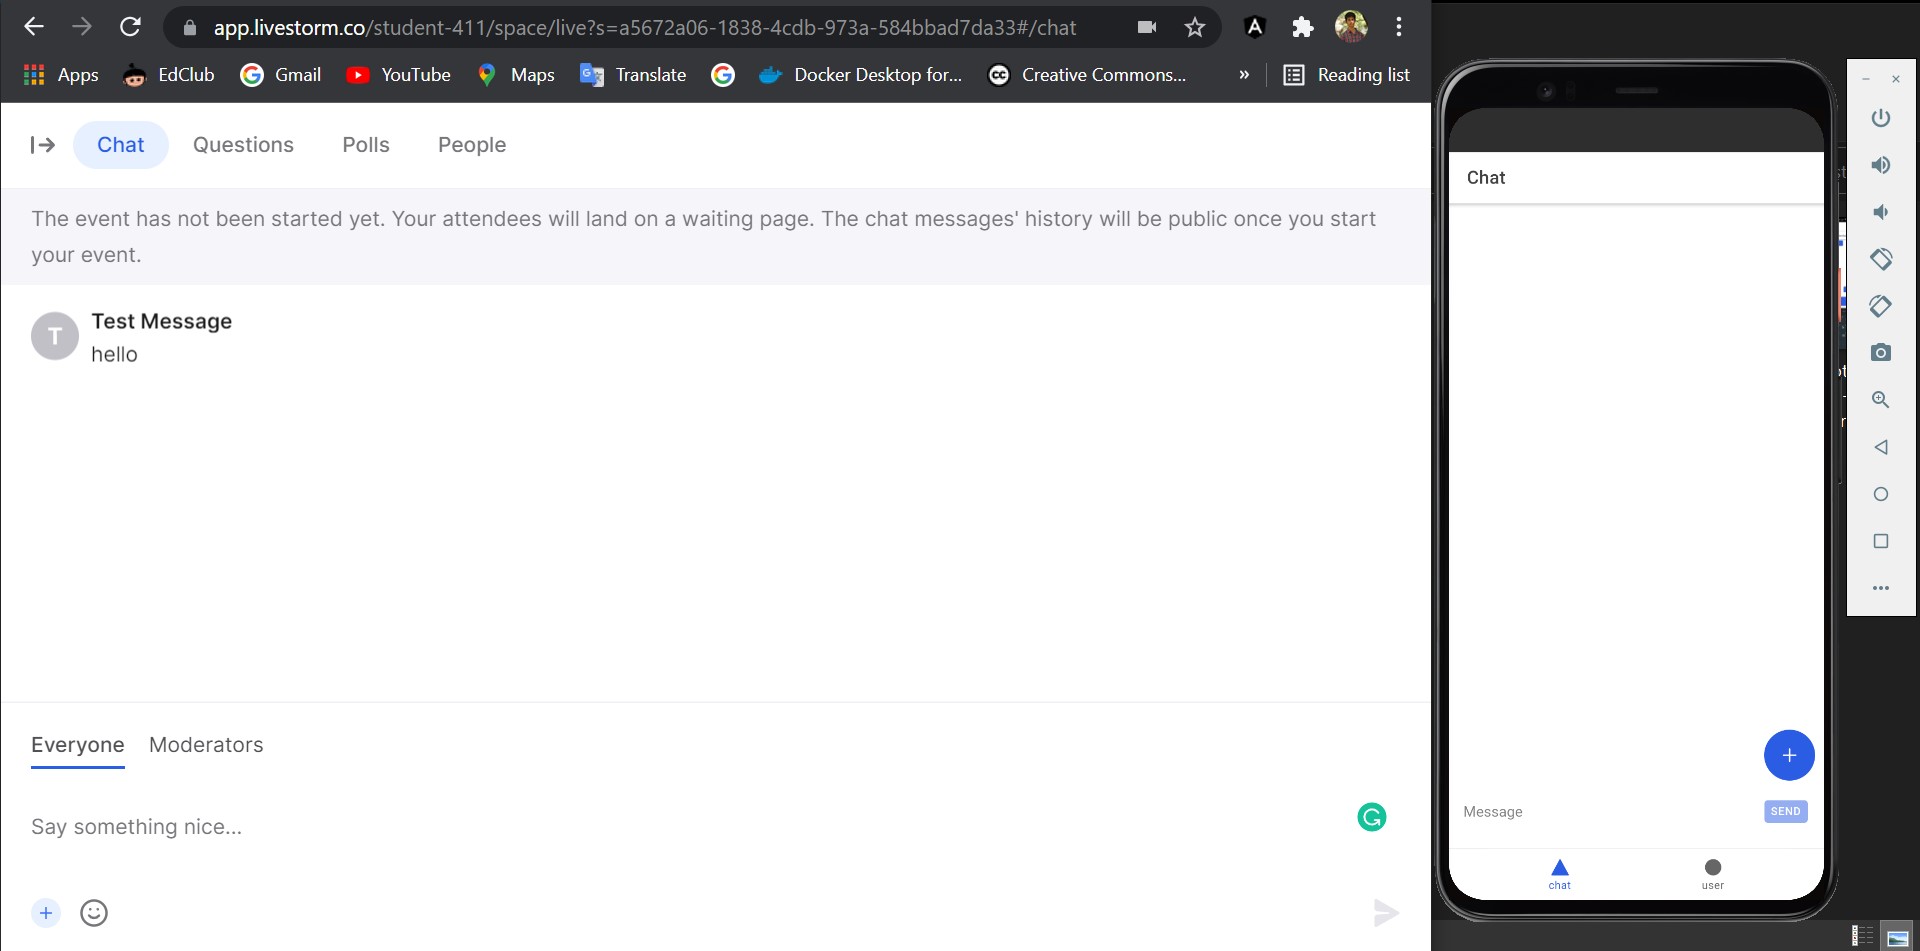 app.livestorm.co/student-411/space/live?s=a5672a06-1838-4cdb-973a-584bbad7da33#/chat
Apps EdClub Gmail YouTube Maps Translate Docker Desktop for... Creative Commons... » Reading list
Chat Questions Polls People
The event has not been started yet. Your attendees will land on a waiting page. The chat messages' history will be public once you start
your event.
T
Test Message
hello
Everyone Moderators
Say something nice...
Chat
Message SEND
chat user